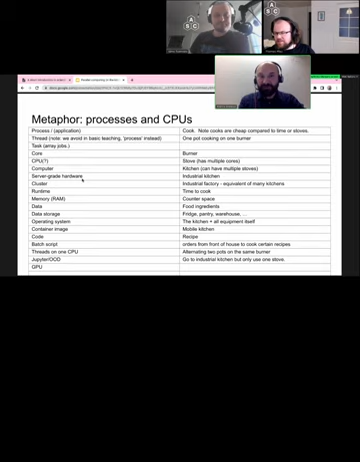 Metaphor: processes and CPUs
Process / (application) Cook. Note cooks are cheap compared to time or stoves.
Thread (note: we avoid in basic teaching, 'process' instead) One pot cooking on one burner
Task (array jobs.)
Core Burner
CPU(?) Stove (has multiple cores)
Computer Kitchen (can have multiple stoves)
Server-grade hardware Industrial kitchen
Cluster Industrial factory - equivalent of many kitchens
Runtime Time to cook
Memory (RAM) Counter space
Data Food ingredients
Data storage Fridge, pantry, warehouse, . . .
Operating system The kitchen + all equipment itself
Container image Mobile kitchen
Code Recipe
Batch script orders from front of house to cook certain recipes
Threads on one CPU Alternating two pots on the same burner
Jupyter/OOD Go to industrial kitchen but only use one stove.
GPU